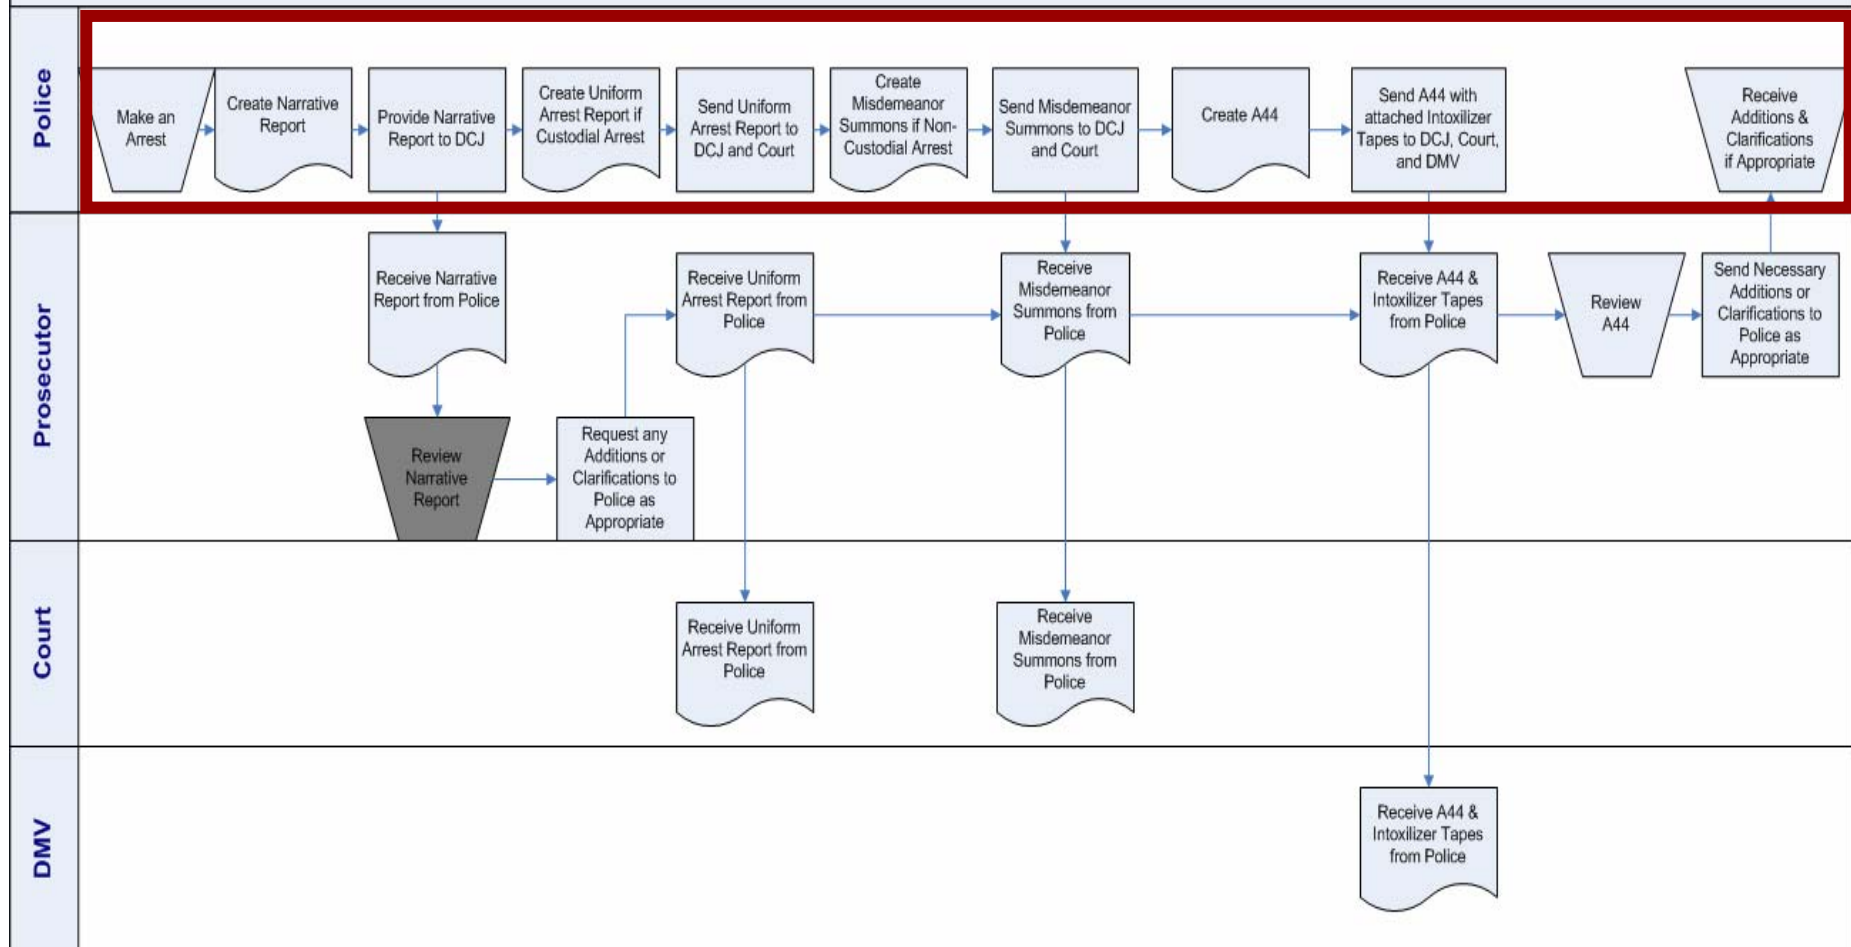 Police
Make an
Arrest
Create Narrative
Report
Provide Narrative
Report to DCJ
Create Uniform
Arrest Report if
Custodial Arrest
Send Uniform
Arrest Report to
DCJ and Court
Create
Misdemeanor
Summons if Non-
Custodial Arrest
Send Misdemeanor
Summons to DCJ
and Court
Create A44
Send A44 with
attached Intoxilizer
Tapes to DCJ, Court,
and DMV
Receive
Additions &
Clarifications
if Appropriate
Prosecutor
Receive Narrative
Report from Police
Receive Uniform
Arrest Report from
Police
Receive
Misdemeanor
Summons from
Police
Receive A44 &
Intoxilizer Tapes
from Police
Review
A44
Send Necessary
Additions or
Clarifications to
Police as
Appropriate
Review
Narrative
Report
Request any
Additions or
Clarifications to
Police as
Appropriate
Court
Receive Uniform
Arrest Report from
Police
Receive
Misdemeanor
Summons from
Police
DMV
Receive A44 &
Intoxilizer Tapes
from Police